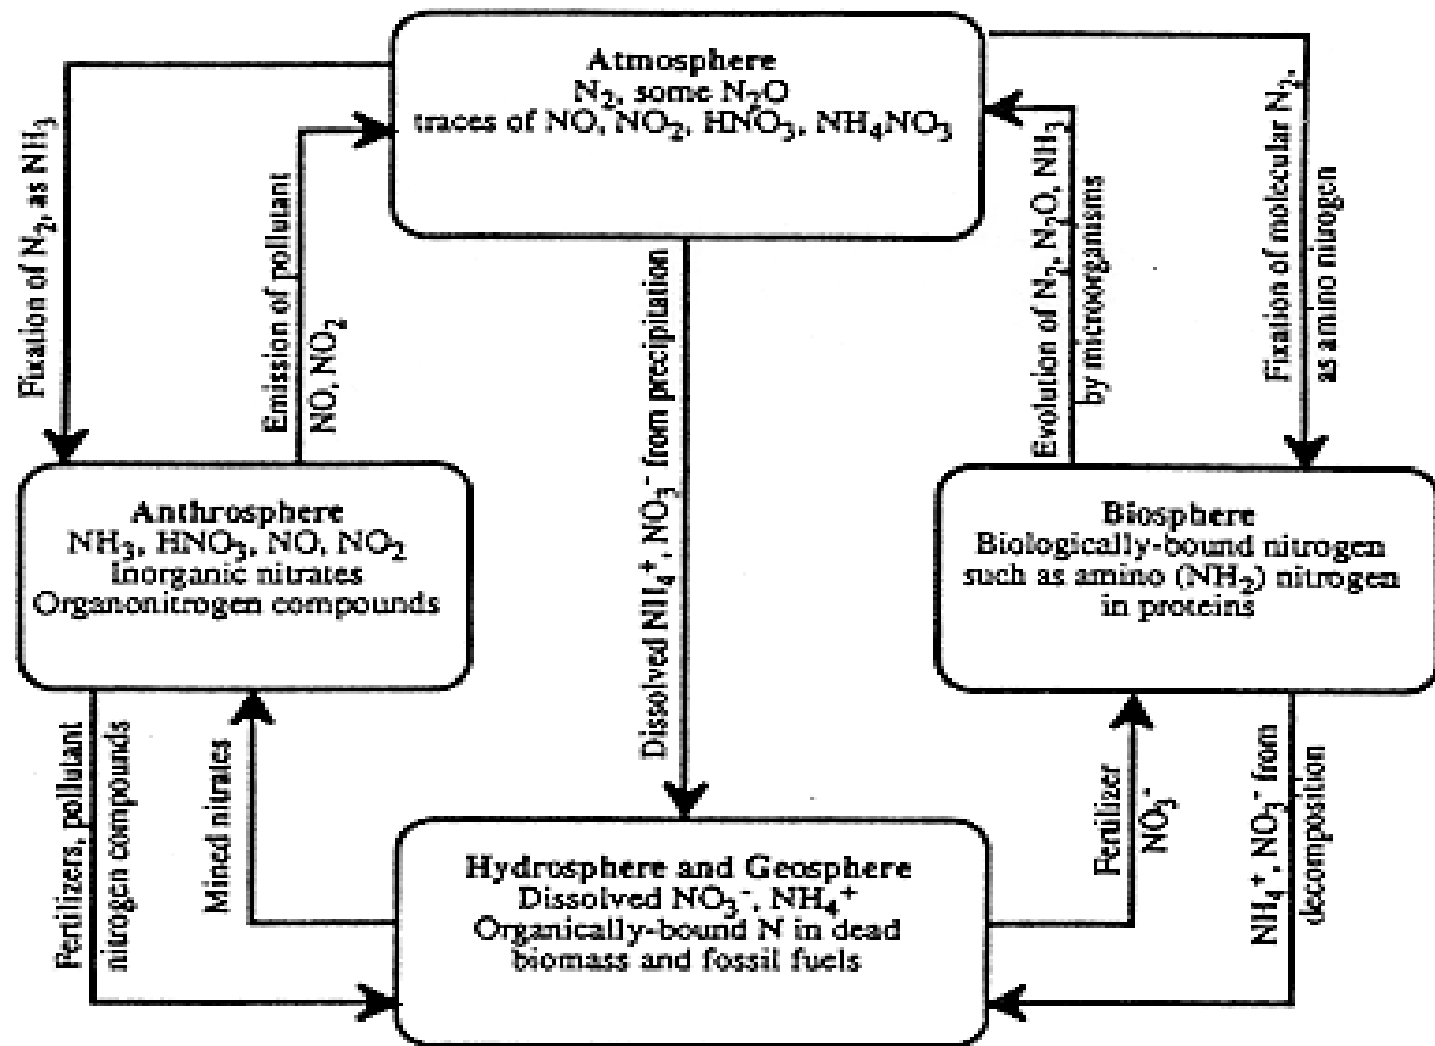 Atmosphere
N₂, some N₂O
traces of NO, NO₂, HNO₃, NH₄NO₃
Fixation of N₂, as NH₃
Emission of pollutant
NO, NO₂
Dissolved NH₄⁺, NO₃⁻ from precipitation
Evolution of N₂, N₂O, NH₃
by microorganisms
Fixation of molecular N₂,
as amino nitrogen
Anthrosphere
NH₃, HNO₃, NO, NO₂
Inorganic nitrates
Organonitrogen compounds
Biosphere
Biologically-bound nitrogen
such as amino (NH₂) nitrogen
in proteins
Fertilizers, pollutant
nitrogen compounds
Mined nitrates
Fertilizer
NO₃⁻
NH₄⁺, NO₃⁻ from
decomposition
Hydrosphere and Geosphere
Dissolved NO₃⁻, NH₄⁺
Organically-bound N in dead
biomass and fossil fuels